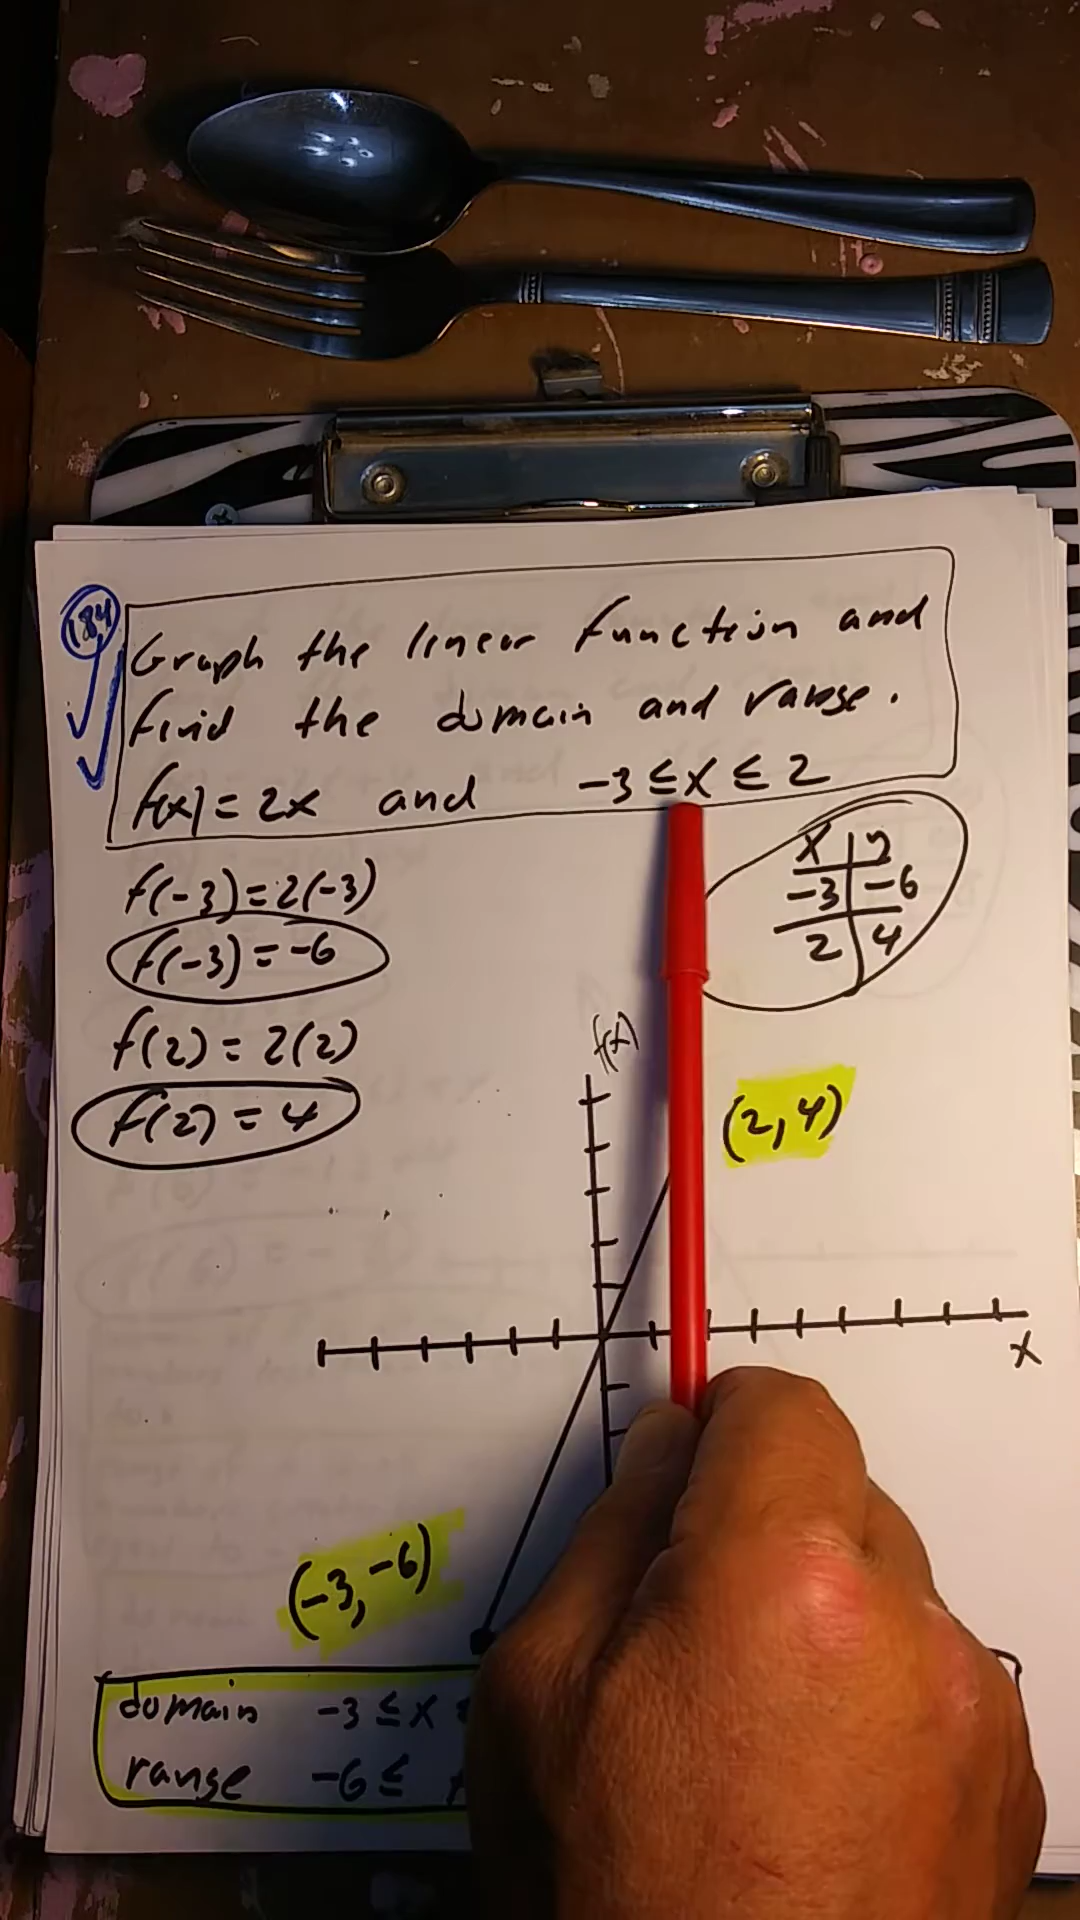 184
Graph the linear function and
find the domain and range.
f(x) = 2x and -3 ≤ x ≤ 2
f(-3) = 2(-3)
f(-3) = -6
f(2) = 2(2)
f(2) = 4
x | y
-3 | -6
2 | 4
f(x)
(2,4)
x
(-3,-6)
domain -3 ≤ x
range -6 ≤